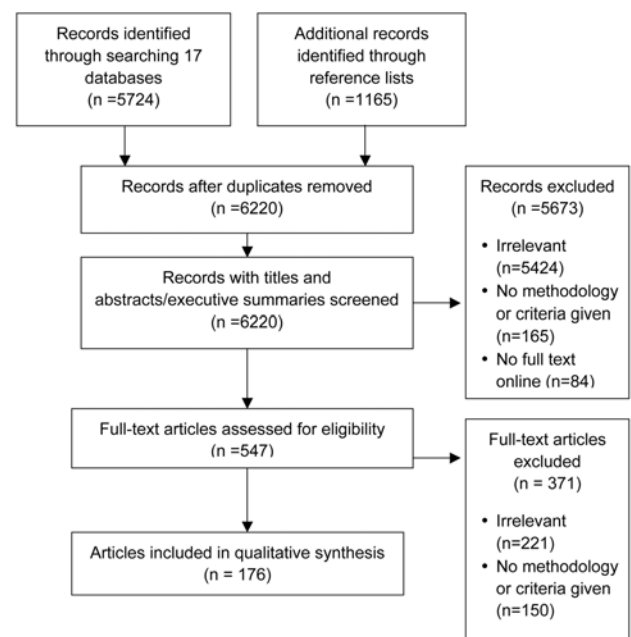 Records identified
through searching 17
databases
(n =5724)
Additional records
identified through
reference lists
(n =1165)
Records after duplicates removed
(n =6220)
Records excluded
(n =5673)
• Irrelevant
(n=5424)
• No methodology
or criteria given
(n=165)
• No full text
online (n=84)
Records with titles and
abstracts/executive summaries screened
(n =6220)
Full-text articles assessed for eligibility
(n =547)
Full-text articles
excluded
(n = 371)
• Irrelevant
(n=221)
• No methodology
or criteria given
(n=150)
Articles included in qualitative synthesis
(n = 176)